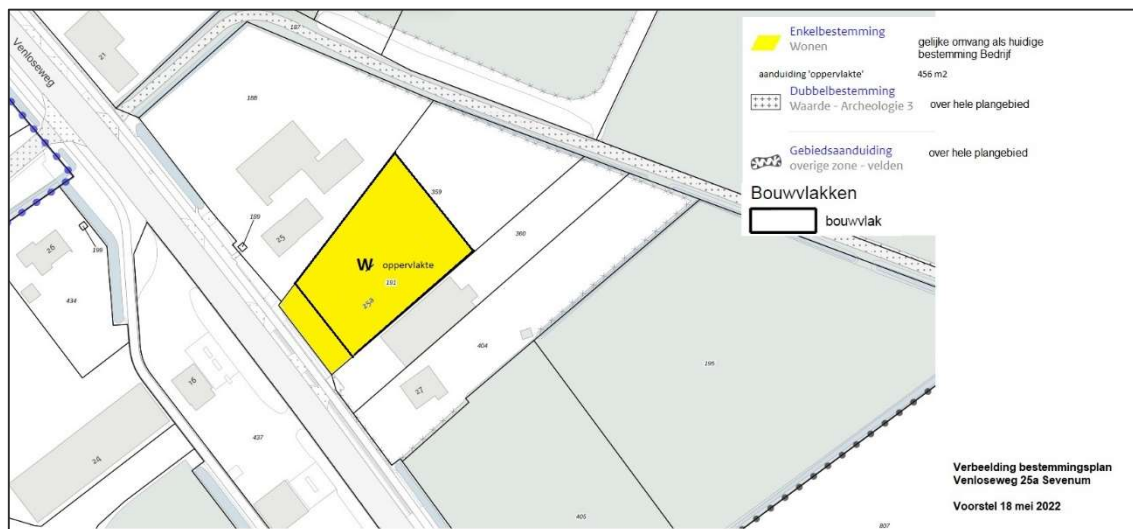 Venloseweg
21
187
188
190
25
359
360
W
oppervlakte
191
25a
26
199
434
16
437
24
27
404
195
405
807
Enkelbestemming
Wonen
gelijke omvang als huidige
bestemming Bedrijf
aanduiding 'oppervlakte'
456 m2
Dubbelbestemming
Waarde - Archeologie 3
over hele plangebied
Gebiedsaanduiding
overige zone - velden
over hele plangebied
Bouwvlakken
bouwvlak
Verbeelding bestemmingsplan
Venloseweg 25a Sevenum
Voorstel 18 mei 2022